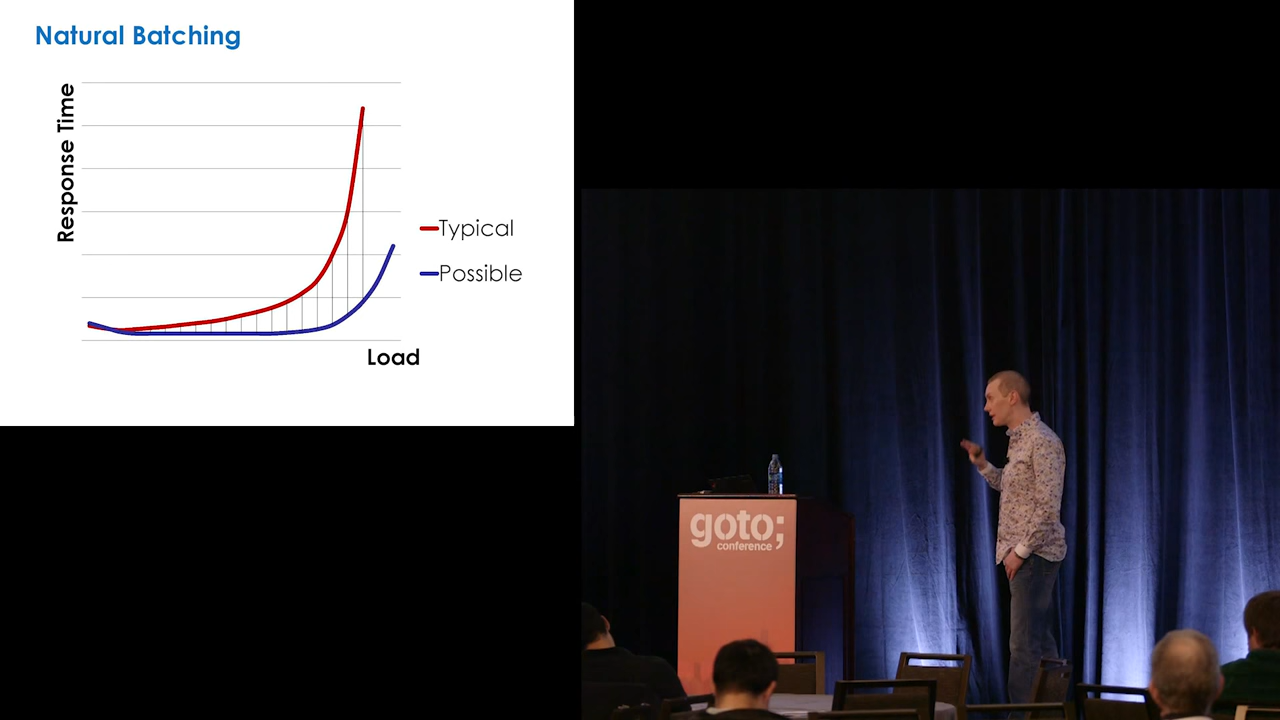 Natural Batching
Response Time
Typical
Possible
Load
goto;
conference